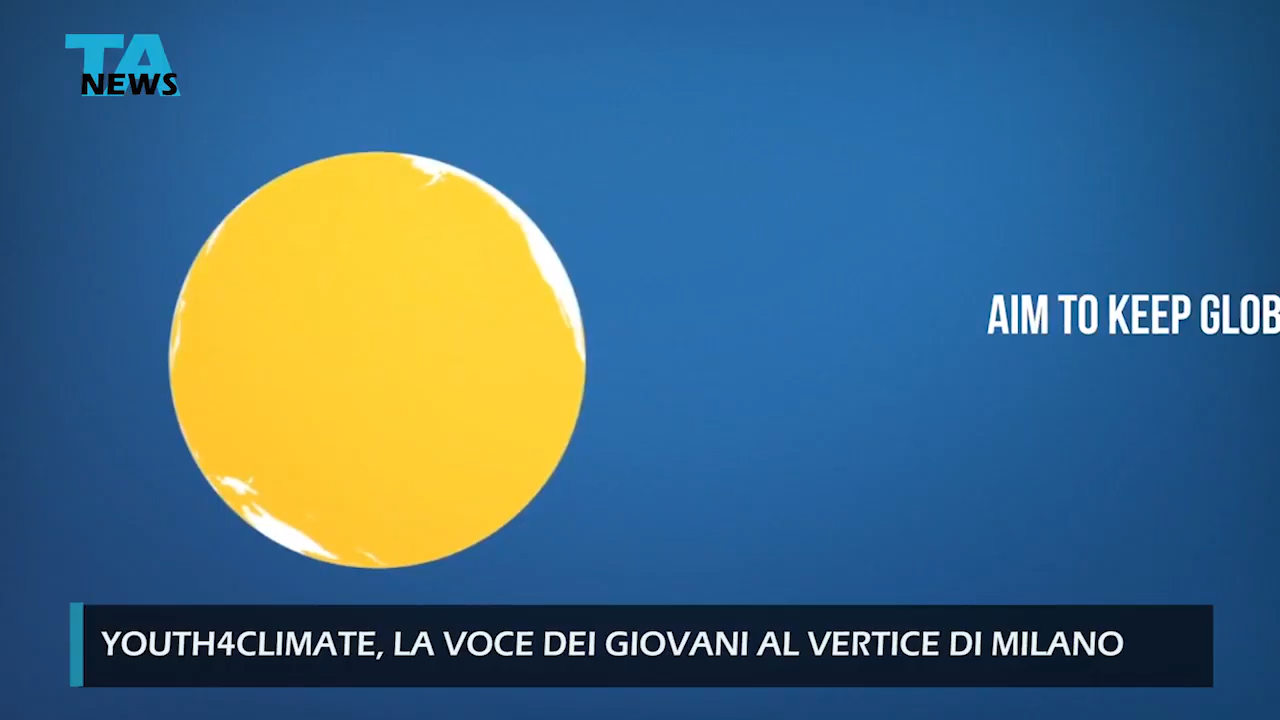 TA
NEWS
AIM TO KEEP GLOB
YOUTH4CLIMATE, LA VOCE DEI GIOVANI AL VERTICE DI MILANO